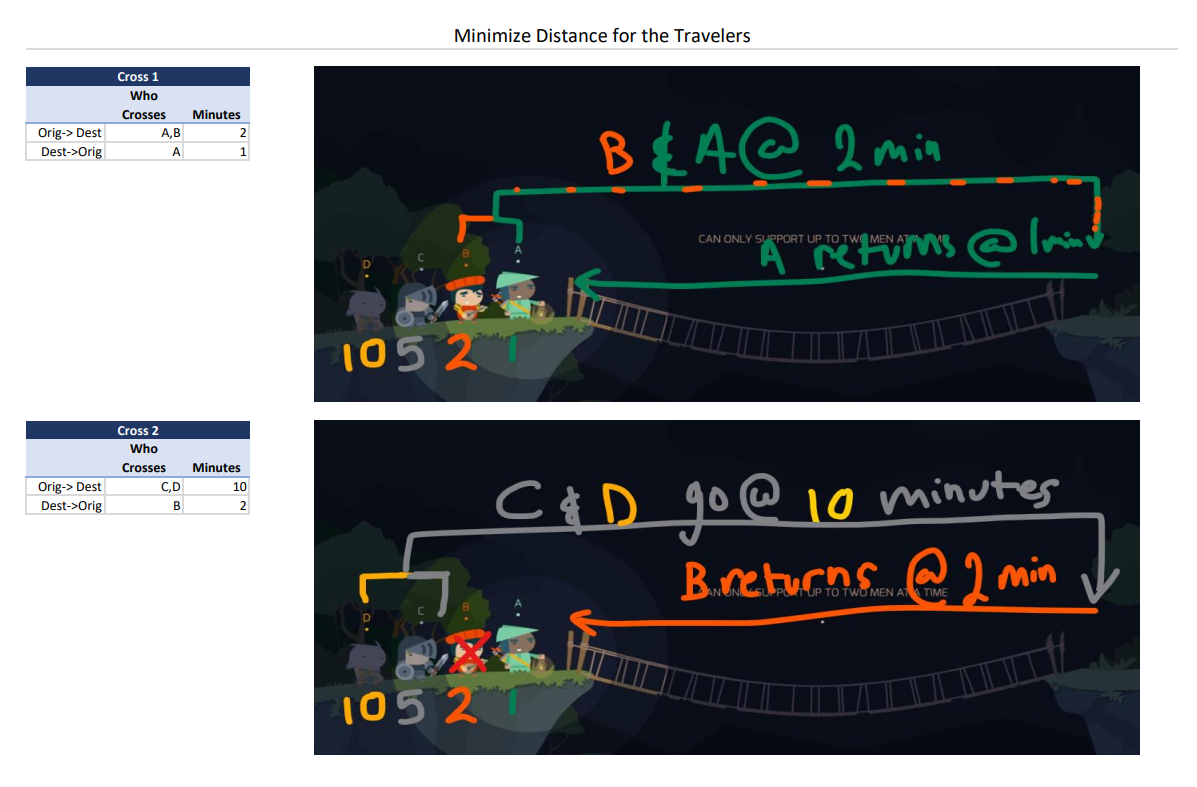 Minimize Distance for the Travelers
Cross 1
Who
Crosses Minutes
Orig-> Dest A,B 2
Dest->Orig A 1
B & A @ 2 min
CAN ONLY SUPPORT UP TO TWO MEN AT A TIME
A returns @ 1 min
A
B
C
D
10 5 2 1
Cross 2
Who
Crosses Minutes
Orig-> Dest C,D 10
Dest->Orig B 2
C & D go @ 10 minutes
B returns @ 2 min
CAN ONLY SUPPORT UP TO TWO MEN AT A TIME
A
B
C
D
10 5 2 1